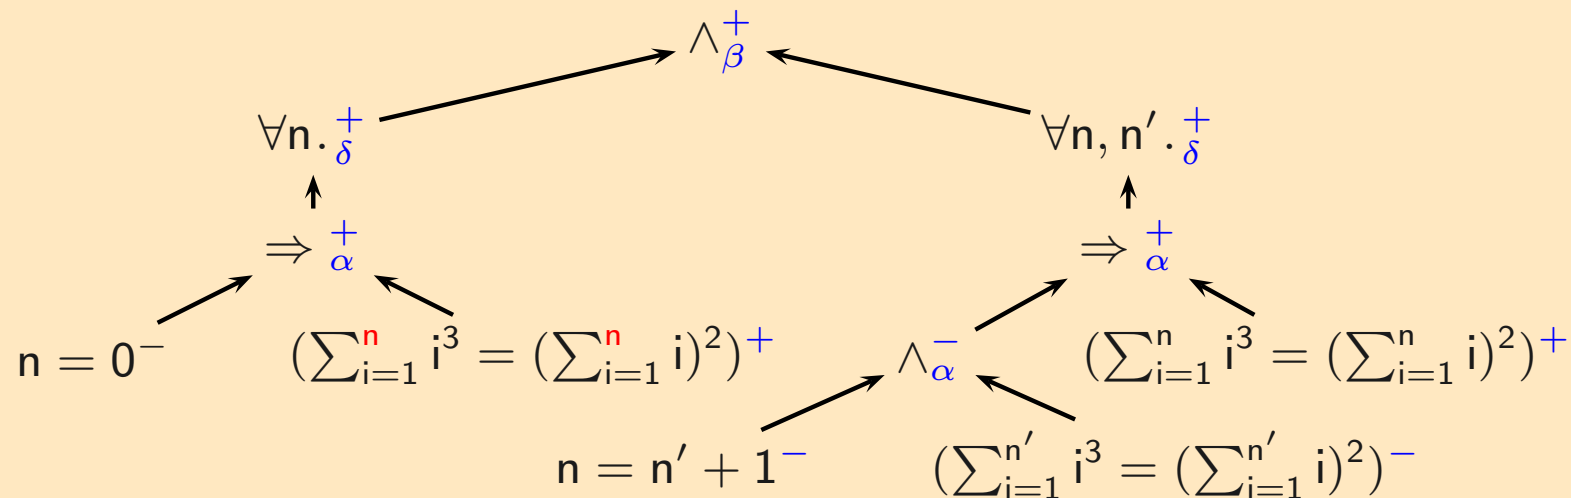 ∧⁺_β
∀n.⁺_δ ∀n, n′.⁺_δ
⇒⁺_α ⇒⁺_α
n = 0⁻ (∑ⁿ_{i=1} i³ = (∑ⁿ_{i=1} i)²)⁺ ∧⁻_α (∑ⁿ_{i=1} i³ = (∑ⁿ_{i=1} i)²)⁺
n = n′ + 1⁻ (∑^{n′}_{i=1} i³ = (∑^{n′}_{i=1} i)²)⁻